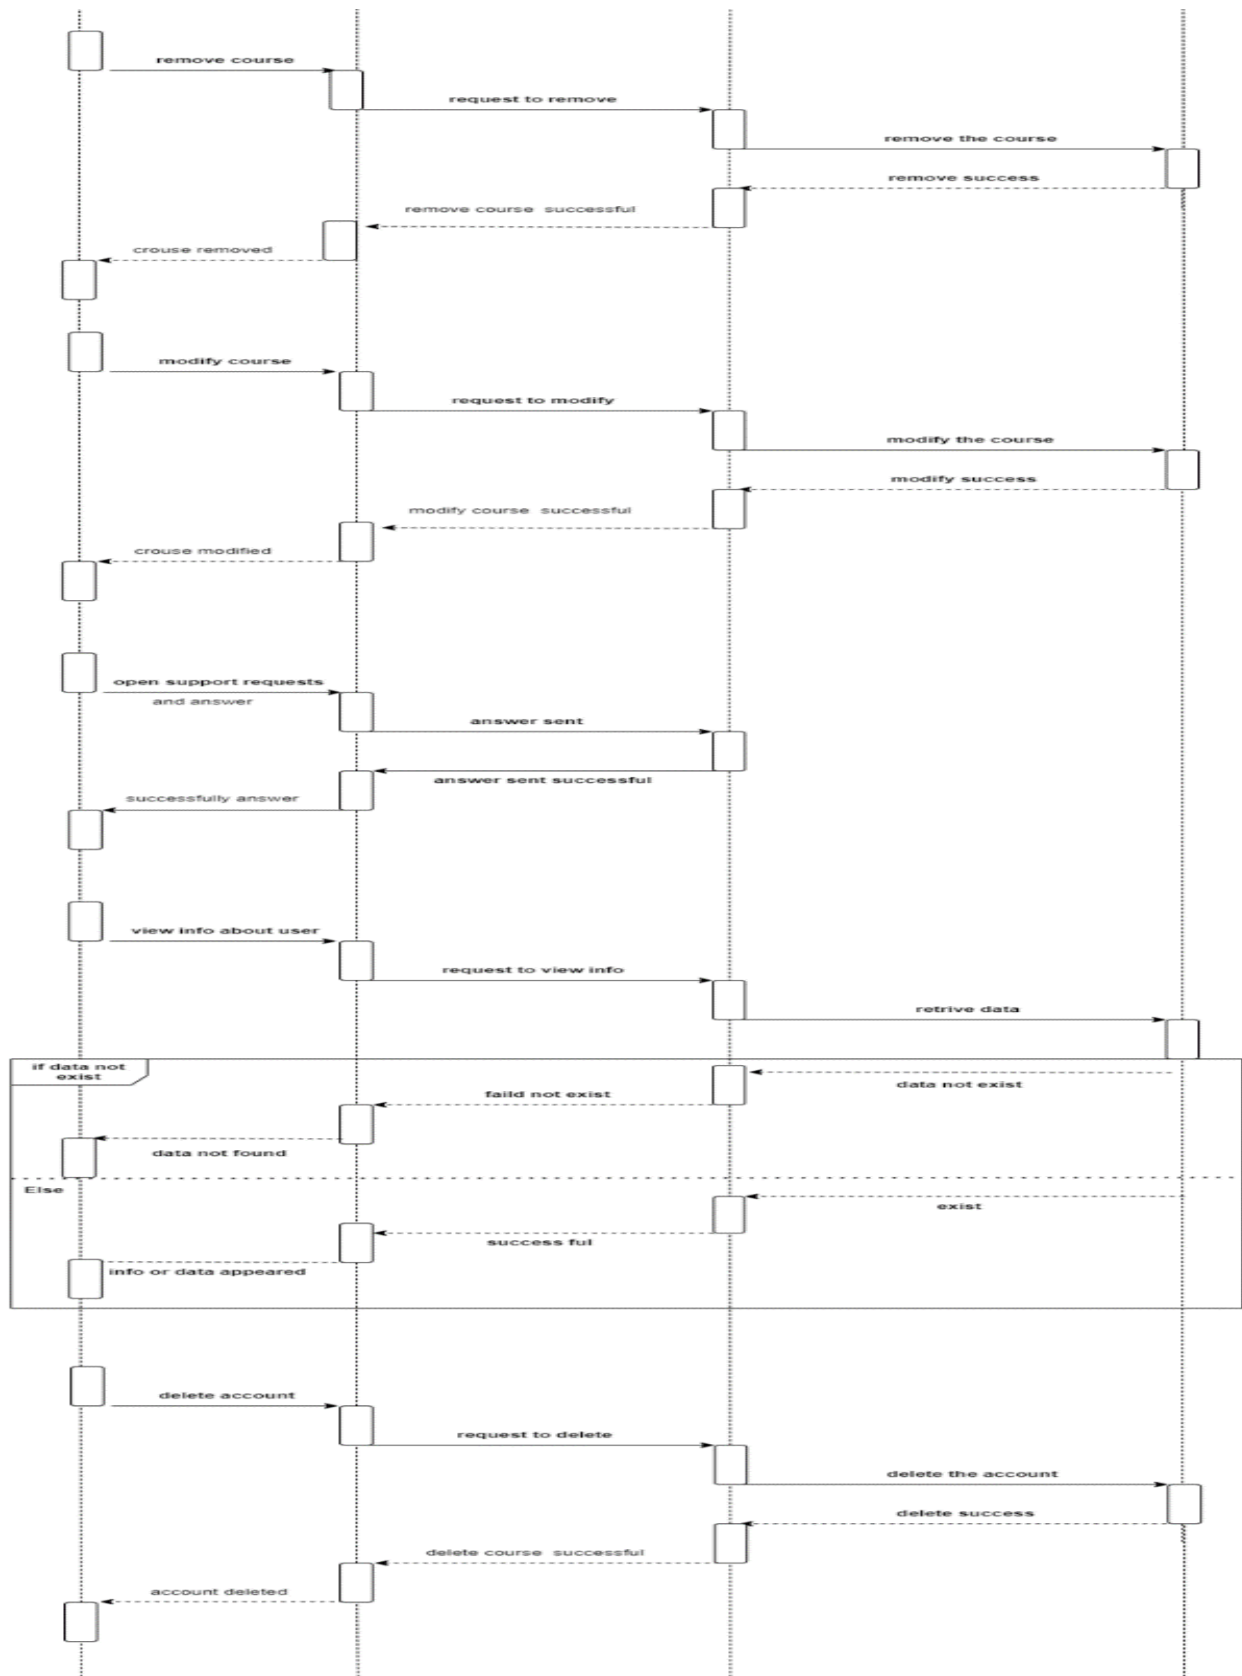 remove course
request to remove
remove the course
remove success
remove course successful
crouse removed
modify course
request to modify
modify the course
modify success
modify course successful
crouse modified
open support requests
and answer
answer sent
answer sent successful
successfully answer
view info about user
request to view info
retrive data
if data not
exist
data not exist
faild not exist
data not found
Else
exist
success ful
info or data appeared
delete account
request to delete
delete the account
delete success
delete course successful
account deleted